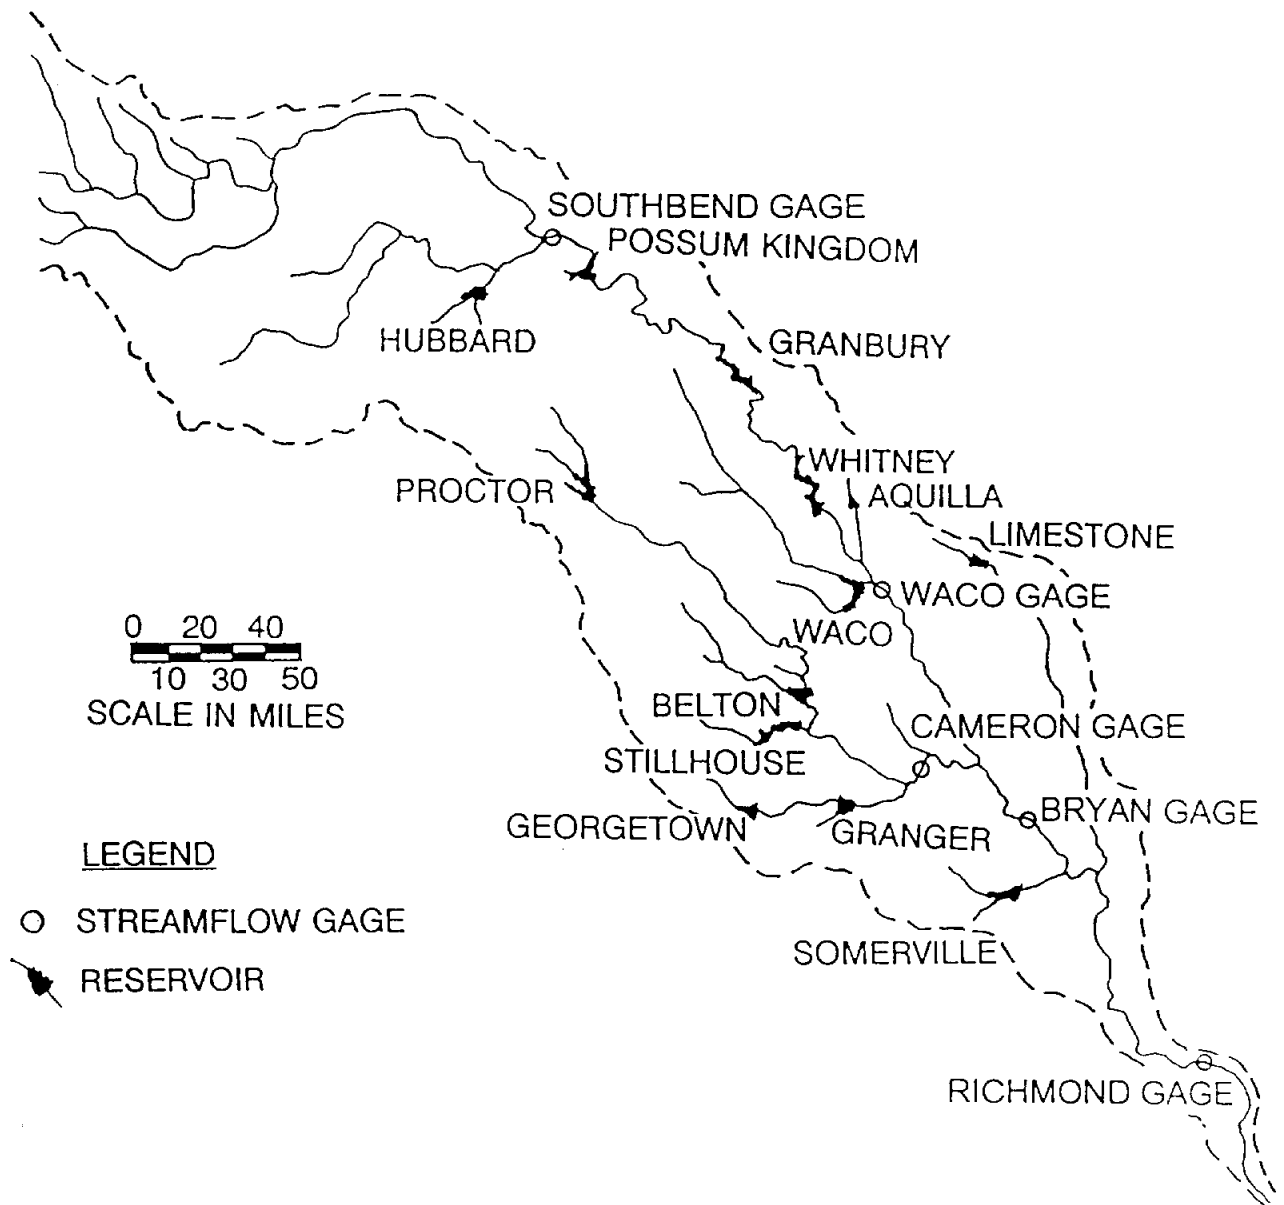 SOUTHBEND GAGE
POSSUM KINGDOM
HUBBARD
GRANBURY
WHITNEY
PROCTOR
AQUILLA
LIMESTONE
WACO GAGE
0 20 40
WACO
10 30 50
SCALE IN MILES
BELTON
CAMERON GAGE
STILLHOUSE
BRYAN GAGE
GEORGETOWN
GRANGER
LEGEND
STREAMFLOW GAGE
SOMERVILLE
RESERVOIR
RICHMOND GAGE